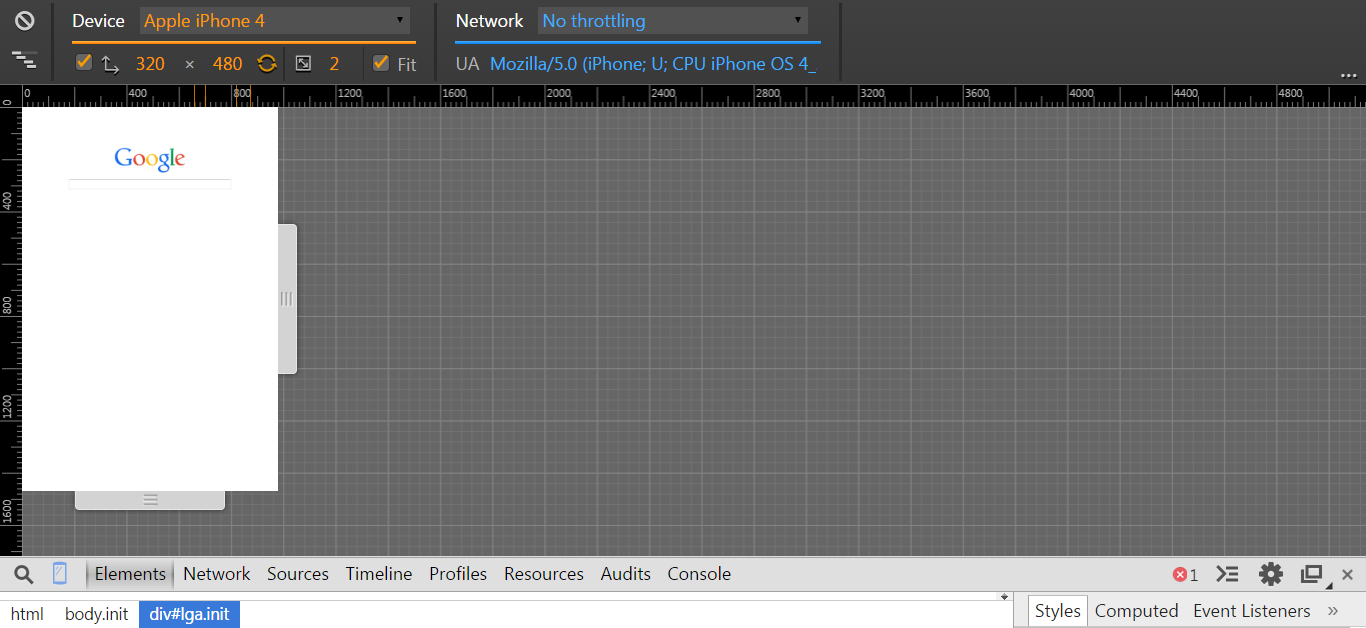 Device Apple iPhone 4 Network No throttling
320 × 480 2 Fit UA Mozilla/5.0 (iPhone; U; CPU iPhone OS 4_
...
0 400 800 1200 1600 2000 2400 2800 3200 3600 4000 4400 4800
0
400
800
1200
1600
Google
Elements Network Sources Timeline Profiles Resources Audits Console 1
html body.init div#lga.init Styles Computed Event Listeners »